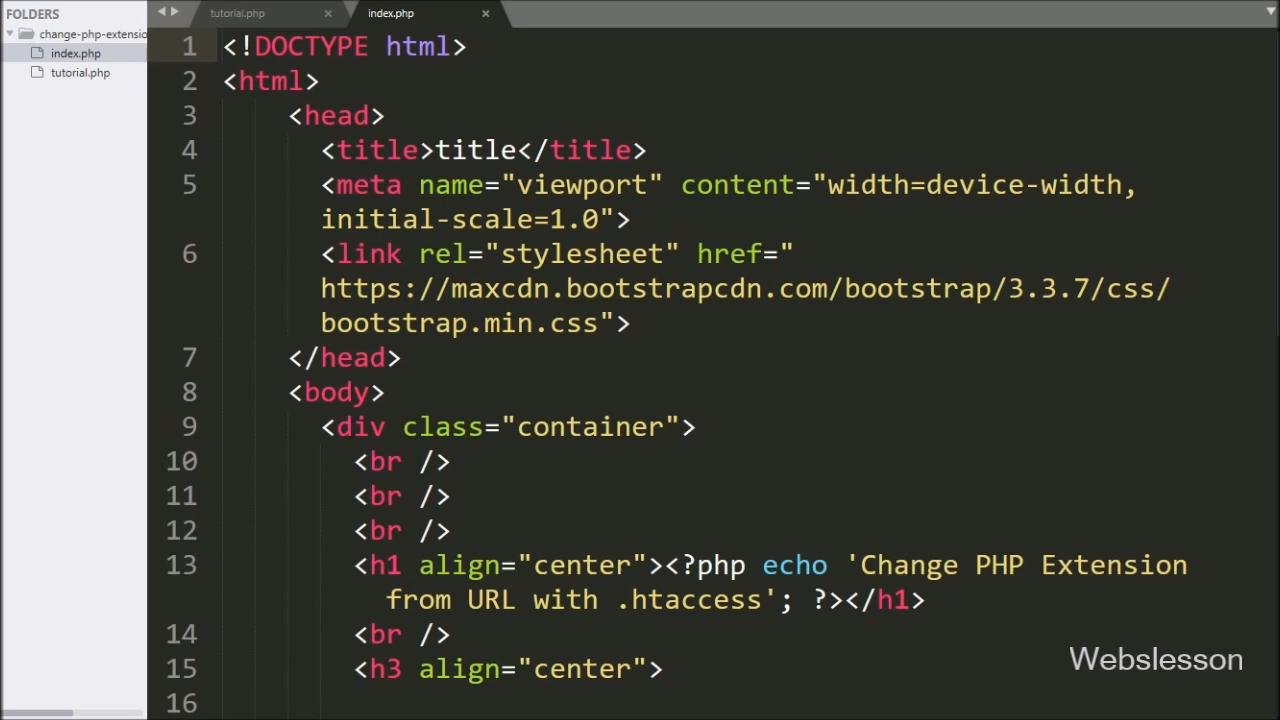 FOLDERS
change-php-extensio
index.php
tutorial.php
tutorial.php × index.php ×
1 <!DOCTYPE html>
2 <html>
3 <head>
4 <title>title</title>
5 <meta name="viewport" content="width=device-width,
initial-scale=1.0">
6 <link rel="stylesheet" href="
https://maxcdn.bootstrapcdn.com/bootstrap/3.3.7/css/
bootstrap.min.css">
7 </head>
8 <body>
9 <div class="container">
10 <br />
11 <br />
12 <br />
13 <h1 align="center"><?php echo 'Change PHP Extension
from URL with .htaccess'; ?></h1>
14 <br />
15 <h3 align="center">
16
Webslesson